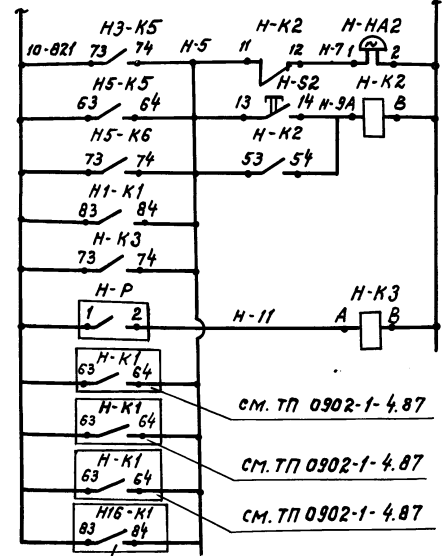 Н3-К5 Н-К2 Н-НА2
10-821 73 74 Н-5 11 12 Н-7 1 2
Н5-К5 Н-S2 Н-К2
63 64 13 14 Н-9 А В
Н5-К6 Н-К2
73 74 53 54
Н1-К1
83 84
Н-К3
73 74
Н-Р Н-К3
1 2 Н-11 А В
Н-К1
63 64
СМ. ТП 0902-1-4.87
Н-К1
63 64
СМ. ТП 0902-1-4.87
Н-К1
63 64
СМ. ТП 0902-1-4.87
Н16-К1
83 84